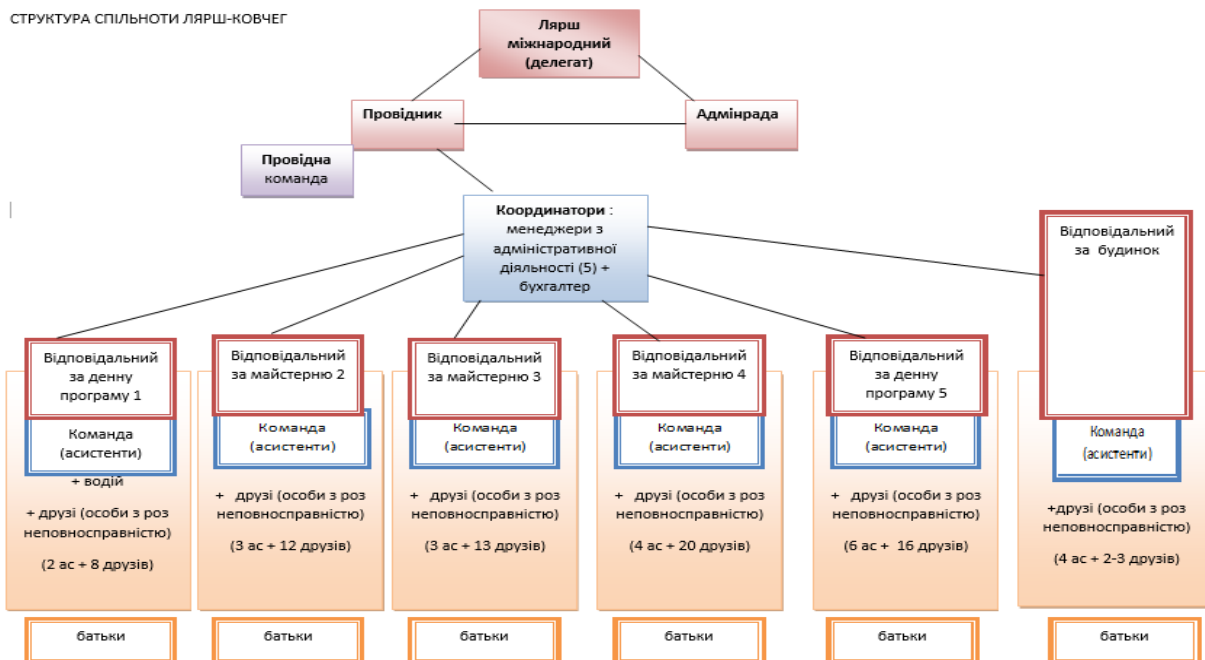 СТРУКТУРА СПІЛЬНОТИ ЛЯРШ-КОВЧЕГ
Лярш
міжнародний
(делегат)
Провідник
Адмінрада
Провідна
команда
Координатори :
менеджери з
адміністративної
діяльності (5) +
бухгалтер
Відповідальний
за будинок
Відповідальний
за денну
програму 1
Відповідальний
за майстерню 2
Відповідальний
за майстерню 3
Відповідальний
за майстерню 4
Відповідальний
за денну
програму 5
Команда
(асистенти)
Команда
(асистенти)
Команда
(асистенти)
Команда
(асистенти)
Команда
(асистенти)
Команда
(асистенти)
+ водій
+ друзі (особи з роз
неповносправністю)
(2 ас + 8 друзів)
+ друзі (особи з роз
неповносправністю)
(3 ас + 12 друзів)
+ друзі (особи з роз
неповносправністю)
(3 ас + 13 друзів)
+ друзі (особи з роз
неповносправністю)
(4 ас + 20 друзів)
+ друзі (особи з роз
неповносправністю)
(6 ас + 16 друзів)
+друзі (особи з роз
неповносправністю)
(4 ас + 2-3 друзів)
батьки
батьки
батьки
батьки
батьки
батьки